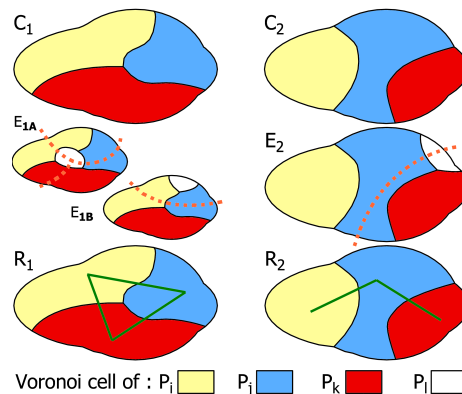 C1 C2
E1A
E2
E1B
R1 R2
Voronoi cell of : Pi Pj Pk Pl